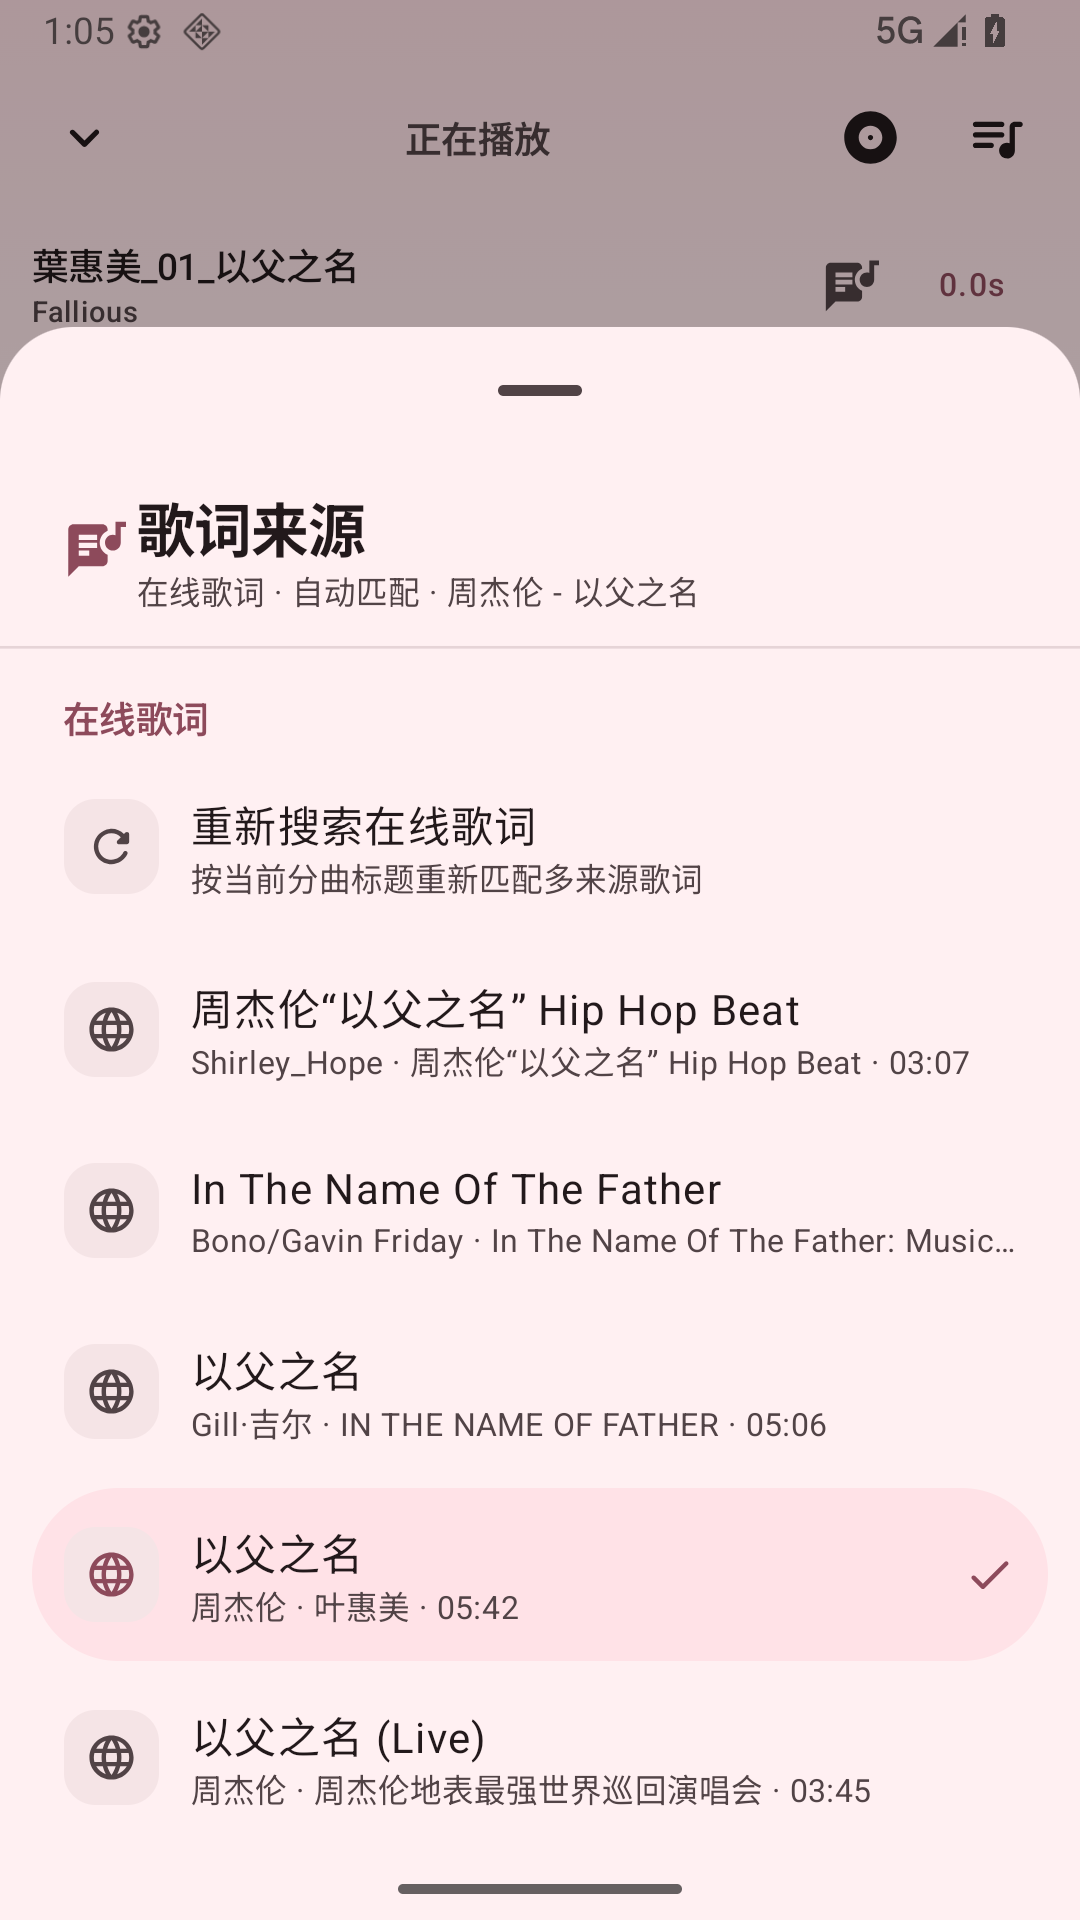 1:05
5G
正在播放
葉惠美_01_以父之名
Fallious
0.0s
歌词来源
在线歌词 · 自动匹配 · 周杰伦 - 以父之名
在线歌词
重新搜索在线歌词
按当前分曲标题重新匹配多来源歌词
周杰伦“以父之名” Hip Hop Beat
Shirley_Hope · 周杰伦“以父之名” Hip Hop Beat · 03:07
In The Name Of The Father
Bono/Gavin Friday · In The Name Of The Father: Music…
以父之名
Gill·吉尔 · IN THE NAME OF FATHER · 05:06
以父之名
周杰伦 · 叶惠美 · 05:42
以父之名 (Live)
周杰伦 · 周杰伦地表最强世界巡回演唱会 · 03:45